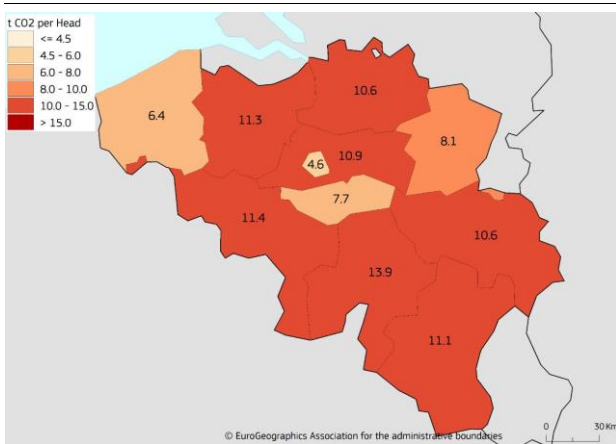 t CO2 per Head
<= 4.5
4.5 - 6.0
6.0 - 8.0
8.0 - 10.0
10.0 - 15.0
> 15.0
10.6
6.4
11.3
8.1
10.9
4.6
7.7
11.4
10.6
13.9
11.1
© EuroGeographics Association for the administrative boundaries
0 30 Km